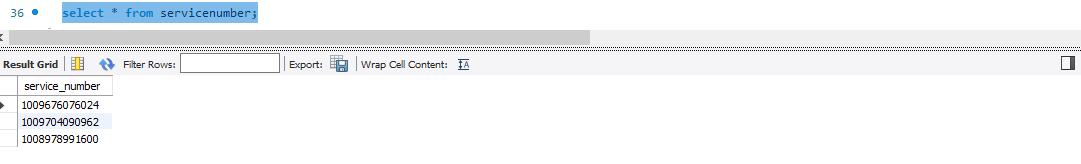 36 select * from servicenumber;
Result Grid Filter Rows: Export: Wrap Cell Content:
service_number
1009676076024
1009704090962
1008978991600